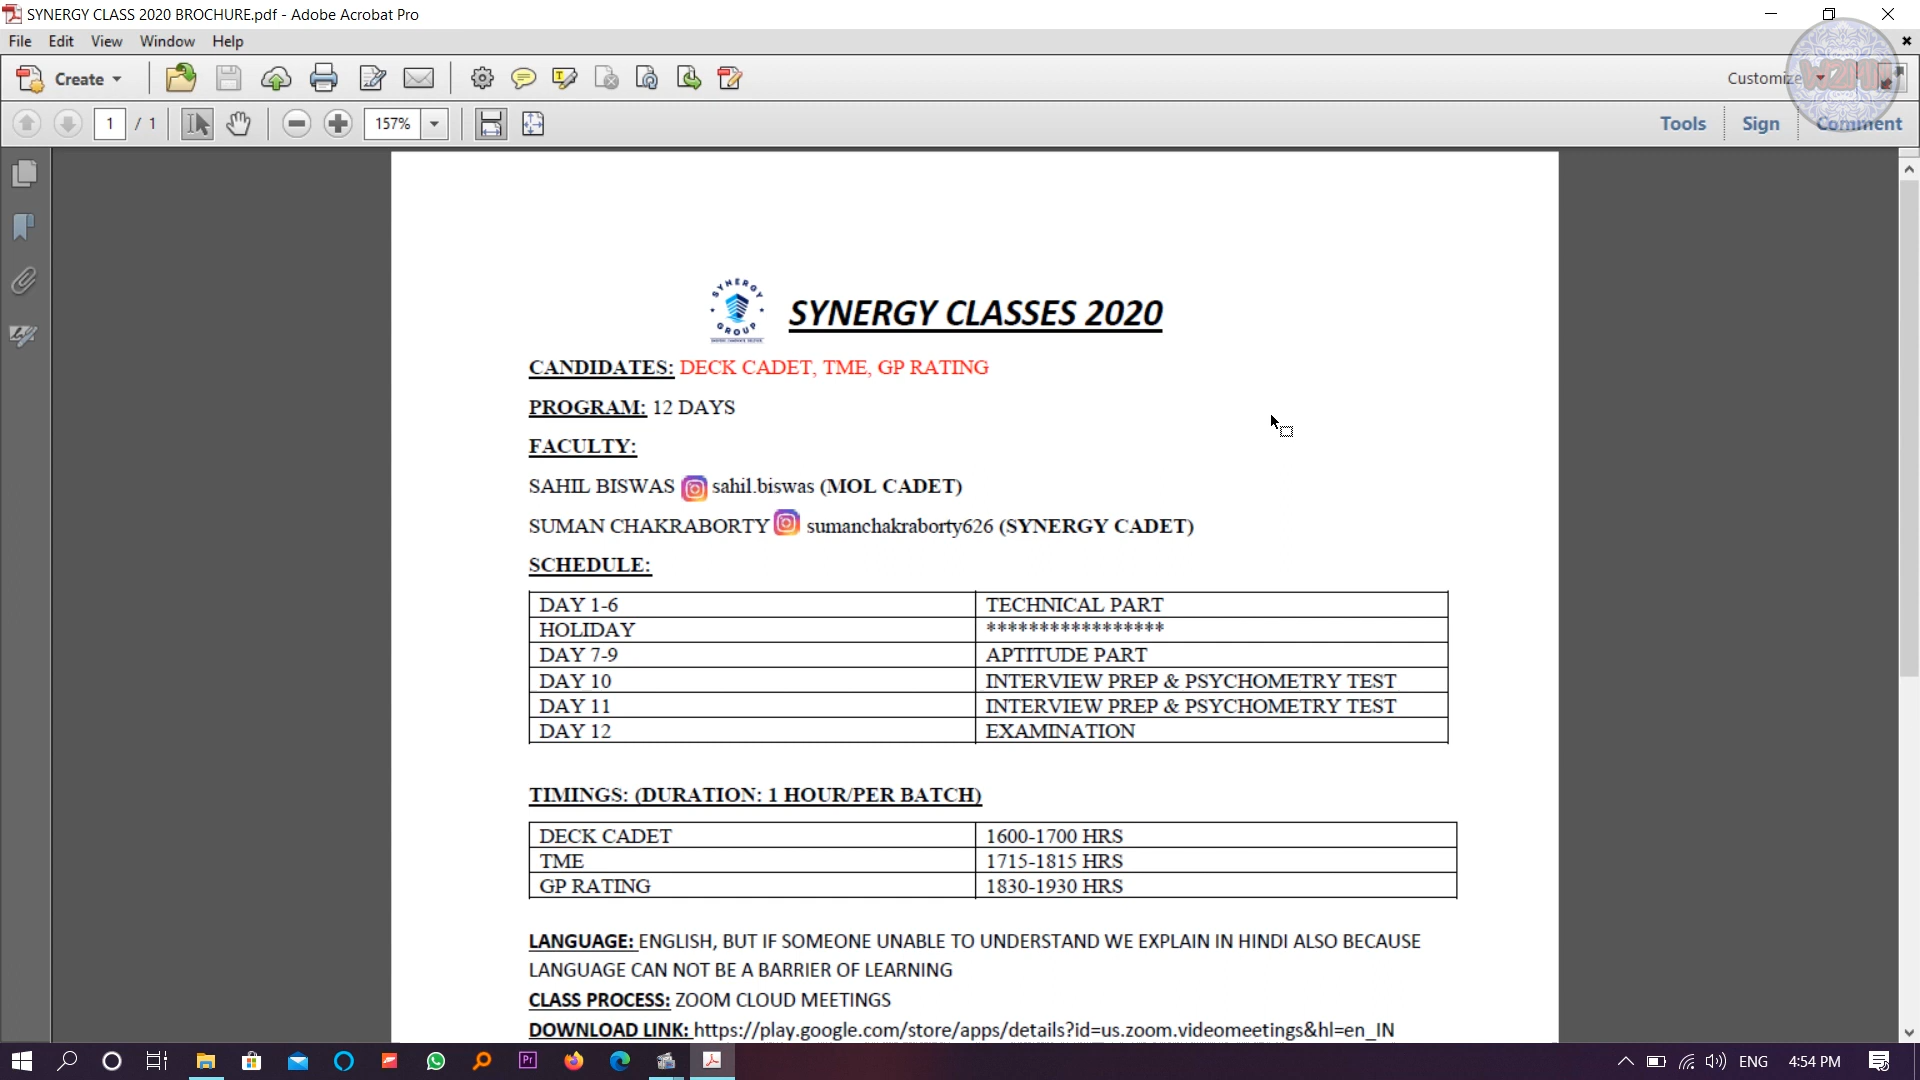 SYNERGY CLASS 2020 BROCHURE.pdf - Adobe Acrobat Pro
File Edit View Window Help
Create
Customize
W2MI
1 / 1
157%
Tools Sign Comment
SYNERGY GROUP
SYNERGY CLASSES 2020
CANDIDATES: DECK CADET, TME, GP RATING
PROGRAM: 12 DAYS
FACULTY:
SAHIL BISWAS sahil.biswas (MOL CADET)
SUMAN CHAKRABORTY sumanchakraborty626 (SYNERGY CADET)
SCHEDULE:
DAY 1-6 TECHNICAL PART
HOLIDAY *****************
DAY 7-9 APTITUDE PART
DAY 10 INTERVIEW PREP & PSYCHOMETRY TEST
DAY 11 INTERVIEW PREP & PSYCHOMETRY TEST
DAY 12 EXAMINATION
TIMINGS: (DURATION: 1 HOUR/PER BATCH)
DECK CADET 1600-1700 HRS
TME 1715-1815 HRS
GP RATING 1830-1930 HRS
LANGUAGE: ENGLISH, BUT IF SOMEONE UNABLE TO UNDERSTAND WE EXPLAIN IN HINDI ALSO BECAUSE
LANGUAGE CAN NOT BE A BARRIER OF LEARNING
CLASS PROCESS: ZOOM CLOUD MEETINGS
DOWNLOAD LINK: https://play.google.com/store/apps/details?id=us.zoom.videomeetings&hl=en_IN
Pr
ENG 4:54 PM